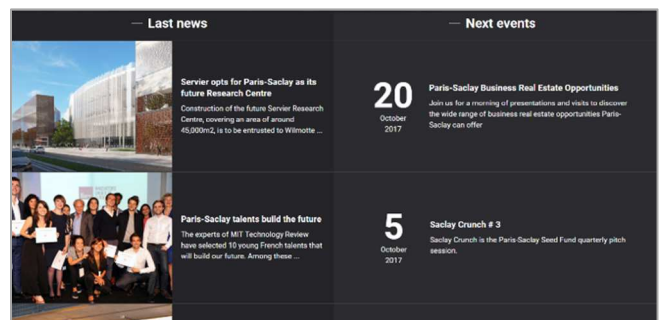 Last news
Next events
Servier opts for Paris-Saclay as its
future Research Centre
Construction of the future Servier Research
Centre, covering an area of around
45,000m2, is to be entrusted to Wilmotte ...
20
October
2017
Paris-Saclay Business Real Estate Opportunities
Join us for a morning of presentations and visits to discover
the wide range of business real estate opportunities Paris-
Saclay can offer
Paris-Saclay talents build the future
The experts of MIT Technology Review
have selected 10 young French talents that
will build our future. Among these ...
5
October
2017
Saclay Crunch # 3
Saclay Crunch is the Paris-Saclay Seed Fund quarterly pitch
session.